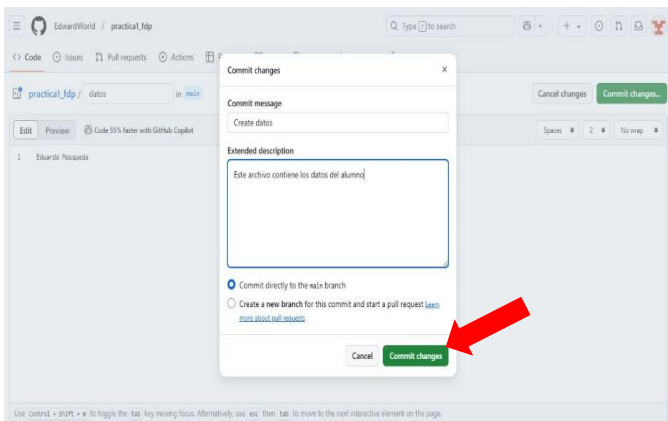 EdwardWorld / practica1_fdp
Type / to search
<> Code Issues Pull requests Actions
practica1_fdp / datos in main
Cancel changes Commit changes...
Edit Preview Code 55% faster with GitHub Copilot
Spaces 2 No wrap
1 Eduardo Mosqueda
Commit changes
Commit message
Create datos
Extended description
Este archivo contiene los datos del alumno
Commit directly to the main branch
Create a new branch for this commit and start a pull request Learn
more about pull requests
Cancel Commit changes
Use control + shift + m to toggle the tab key moving focus. Alternatively, use esc then tab to move to the next interactive element on the page.